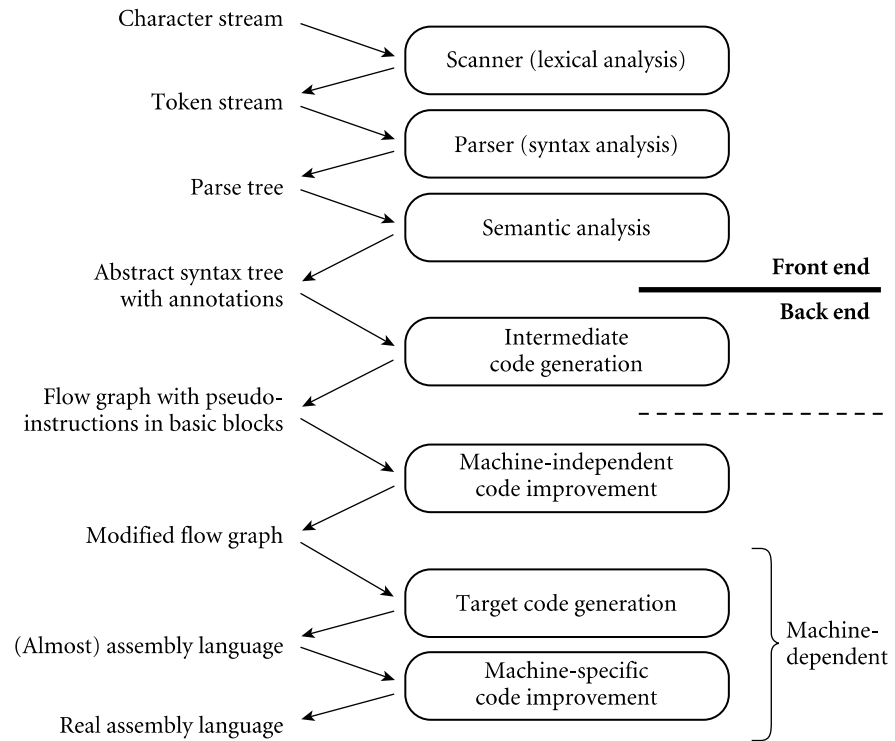 Character stream
Scanner (lexical analysis)
Token stream
Parser (syntax analysis)
Parse tree
Semantic analysis
Abstract syntax tree
with annotations
Front end
Back end
Intermediate
code generation
Flow graph with pseudo-
instructions in basic blocks
Machine-independent
code improvement
Modified flow graph
Target code generation
(Almost) assembly language
Machine-
dependent
Machine-specific
code improvement
Real assembly language